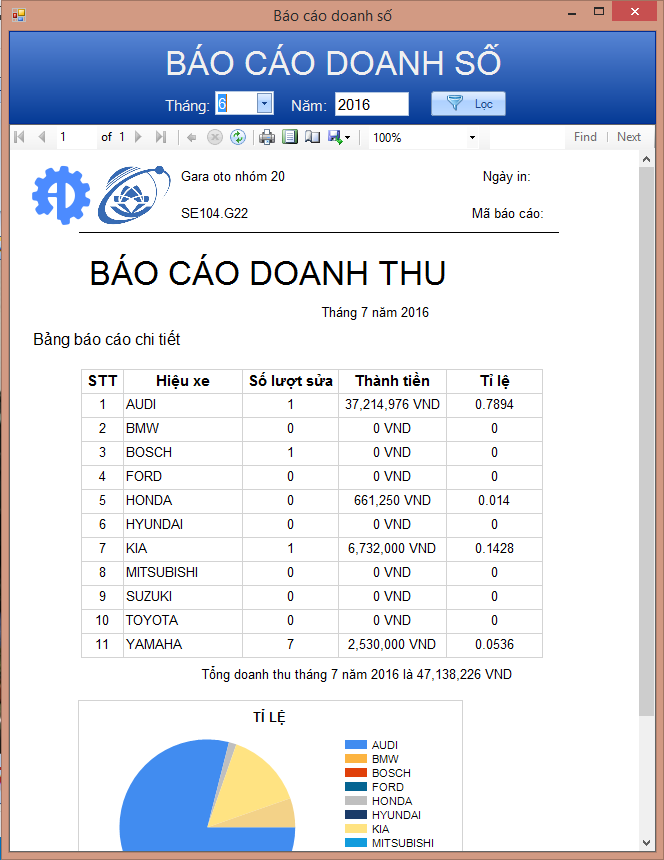 Báo cáo doanh số
BÁO CÁO DOANH SỐ
Tháng: 6 Năm: 2016 Lọc
1 of 1 100% Find Next
Gara oto nhóm 20 Ngày in:
SE104.G22 Mã báo cáo:
BÁO CÁO DOANH THU
Tháng 7 năm 2016
Bảng báo cáo chi tiết
STT Hiệu xe Số lượt sửa Thành tiền Tỉ lệ
1 AUDI 1 37,214,976 VND 0.7894
2 BMW 0 0 VND 0
3 BOSCH 1 0 VND 0
4 FORD 0 0 VND 0
5 HONDA 0 661,250 VND 0.014
6 HYUNDAI 0 0 VND 0
7 KIA 1 6,732,000 VND 0.1428
8 MITSUBISHI 0 0 VND 0
9 SUZUKI 0 0 VND 0
10 TOYOTA 0 0 VND 0
11 YAMAHA 7 2,530,000 VND 0.0536
Tổng doanh thu tháng 7 năm 2016 là 47,138,226 VND
TỈ LỆ
AUDI
BMW
BOSCH
FORD
HONDA
HYUNDAI
KIA
MITSUBISHI